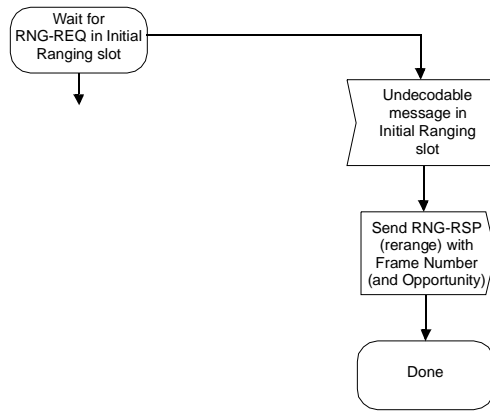 Wait for
RNG-REQ in Initial
Ranging slot
Undecodable
message in
Initial Ranging
slot
Send RNG-RSP
(rerange) with
Frame Number
(and Opportunity)
Done